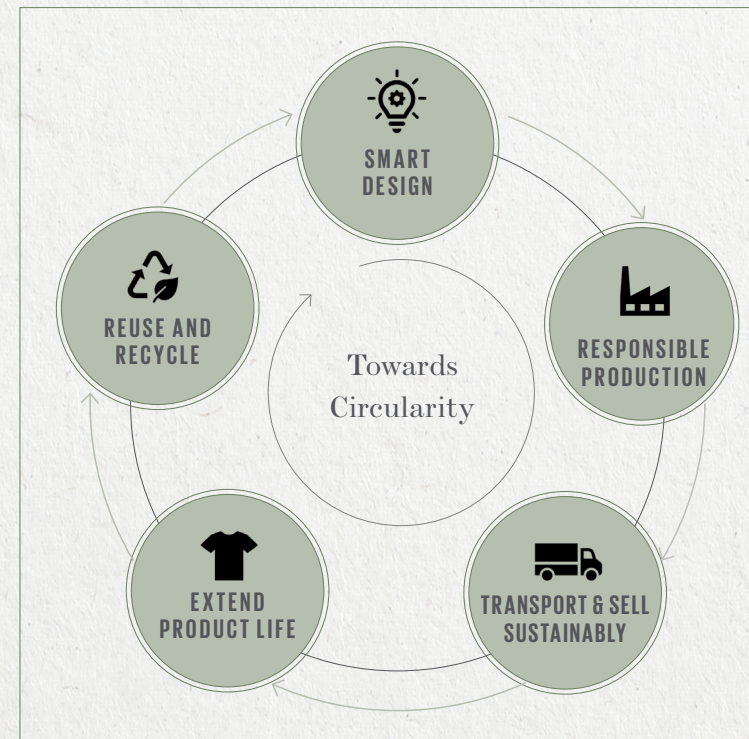 SMART
DESIGN
RESPONSIBLE
PRODUCTION
TRANSPORT & SELL
SUSTAINABLY
EXTEND
PRODUCT LIFE
REUSE AND
RECYCLE
Towards
Circularity